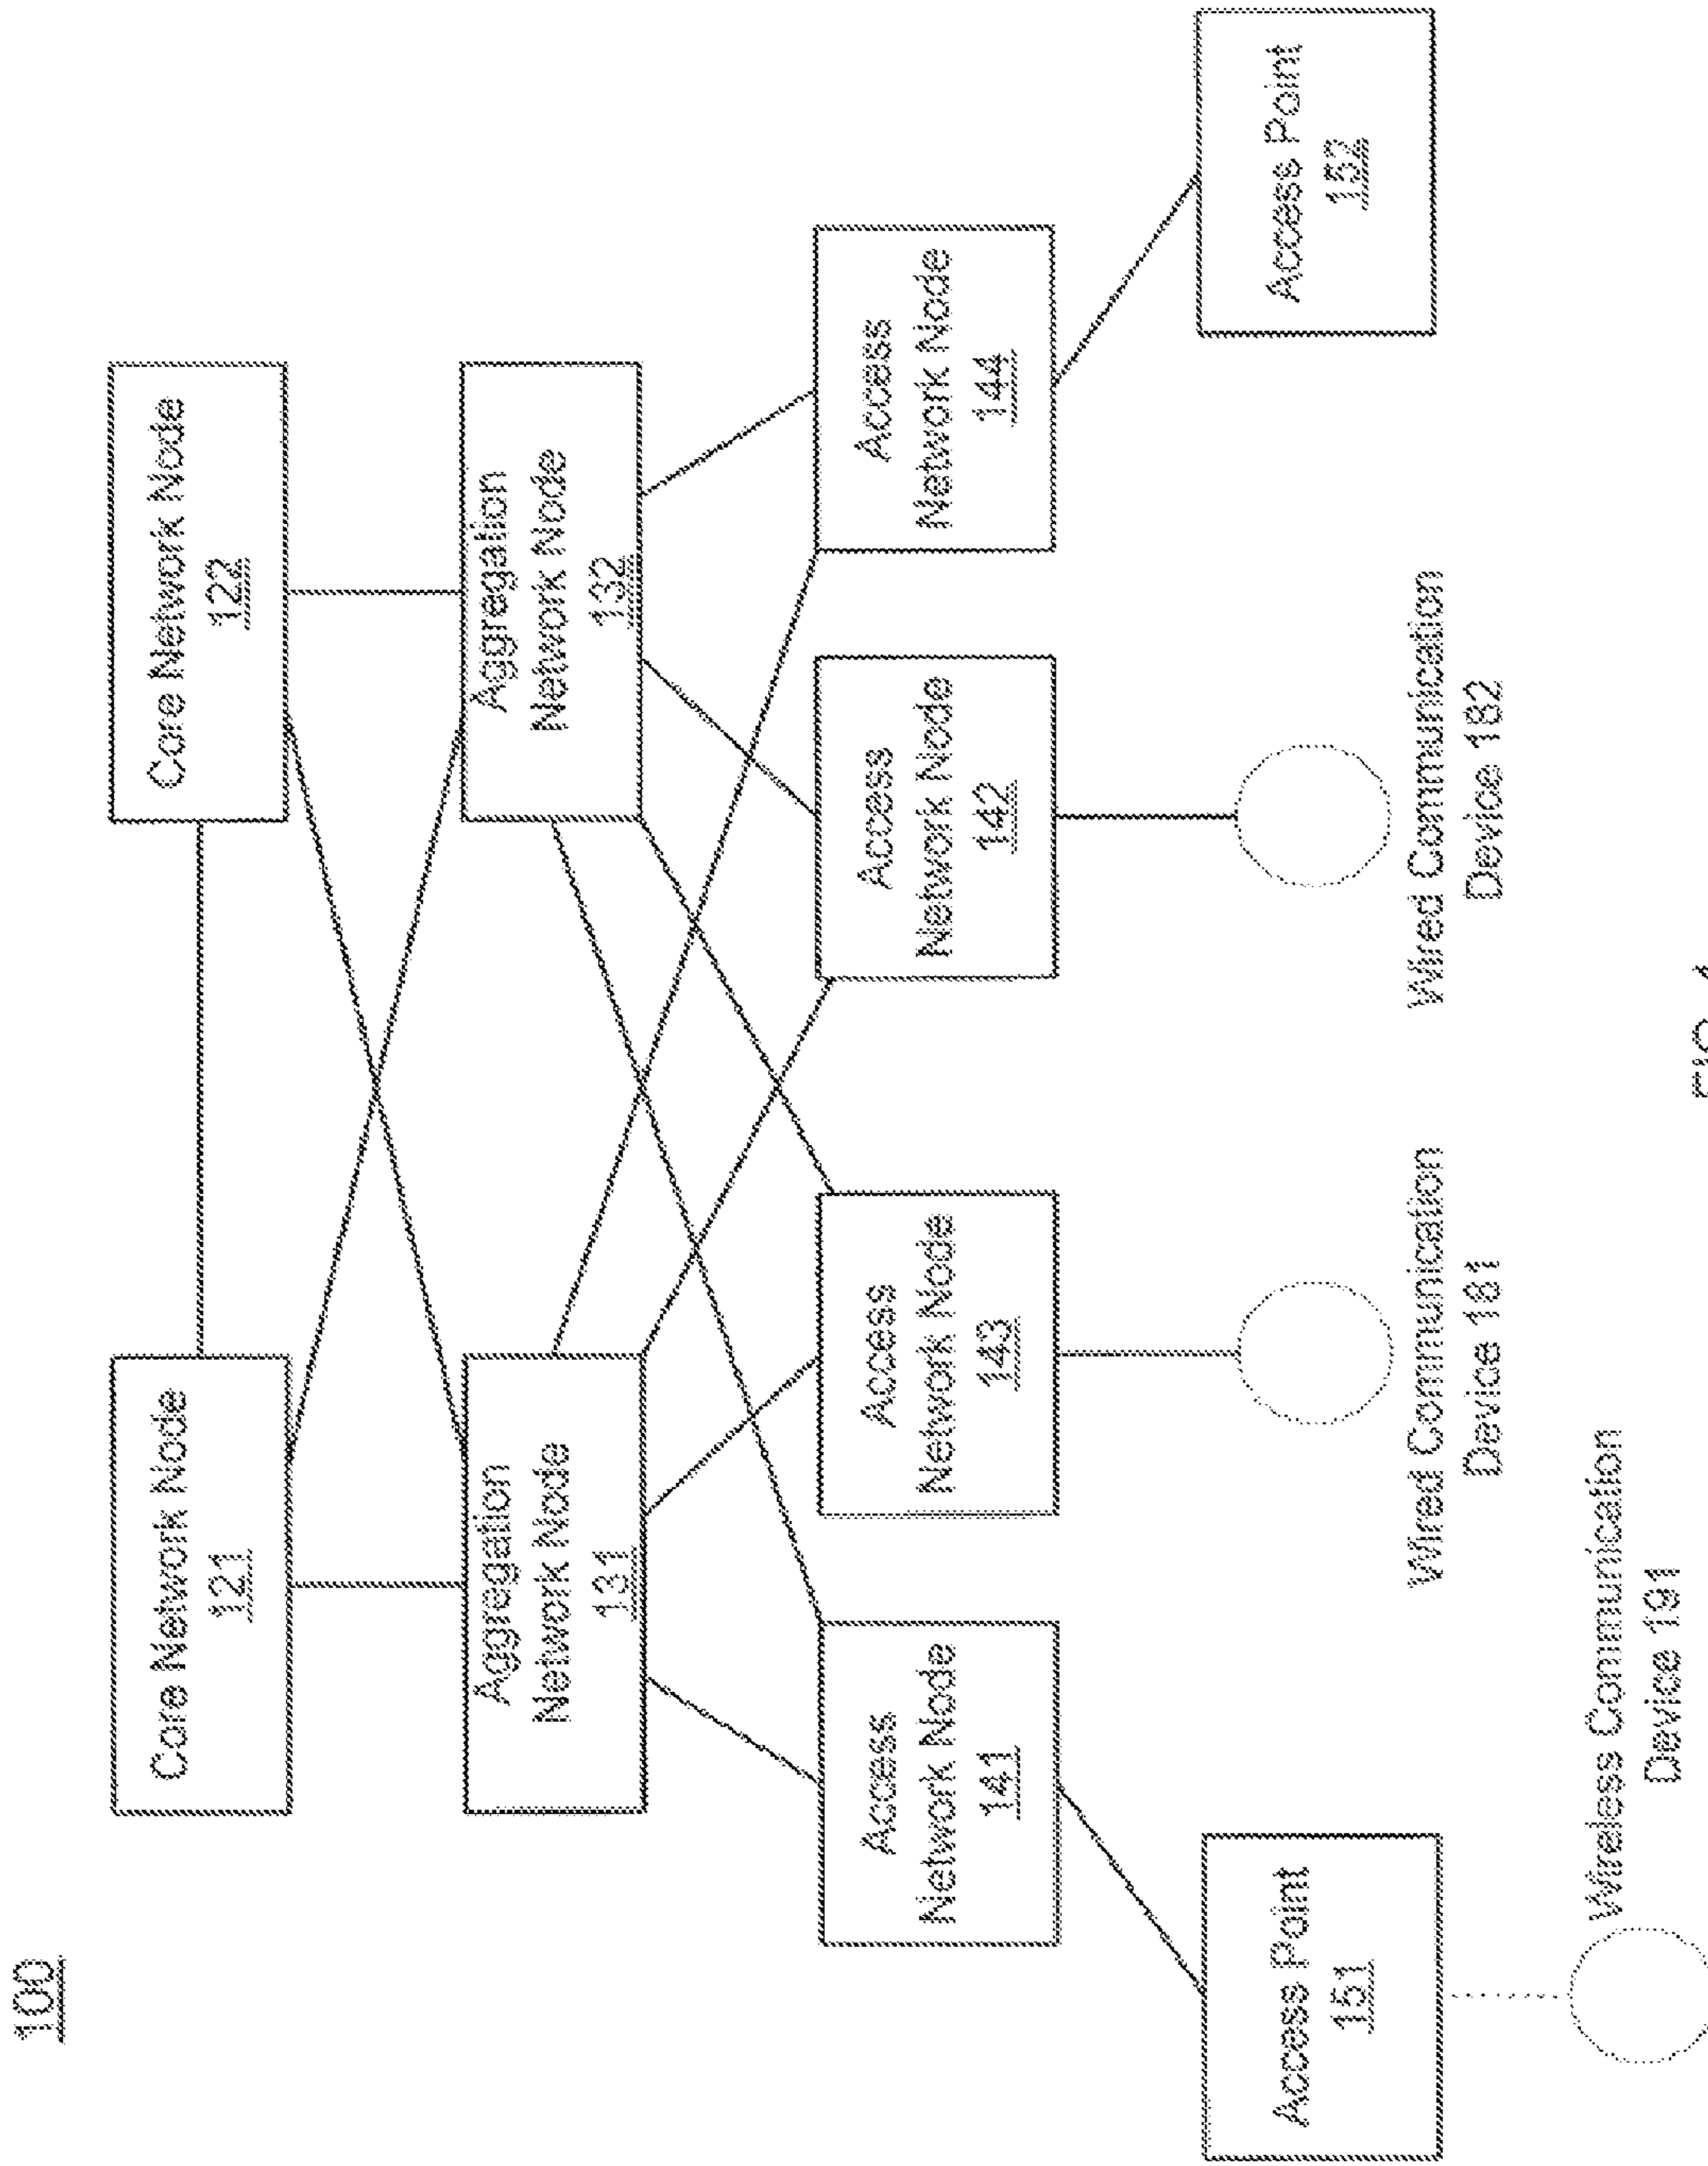 100
Core Network Node
121
Core Network Node
122
Aggregation
Network Node
131
Aggregation
Network Node
132
Access
Network Node
141
Access
Network Node
143
Access
Network Node
142
Access
Network Node
144
Access Point
151
Access Point
152
Wired Communication
Device 181
Wired Communication
Device 182
Wireless Communication
Device 191